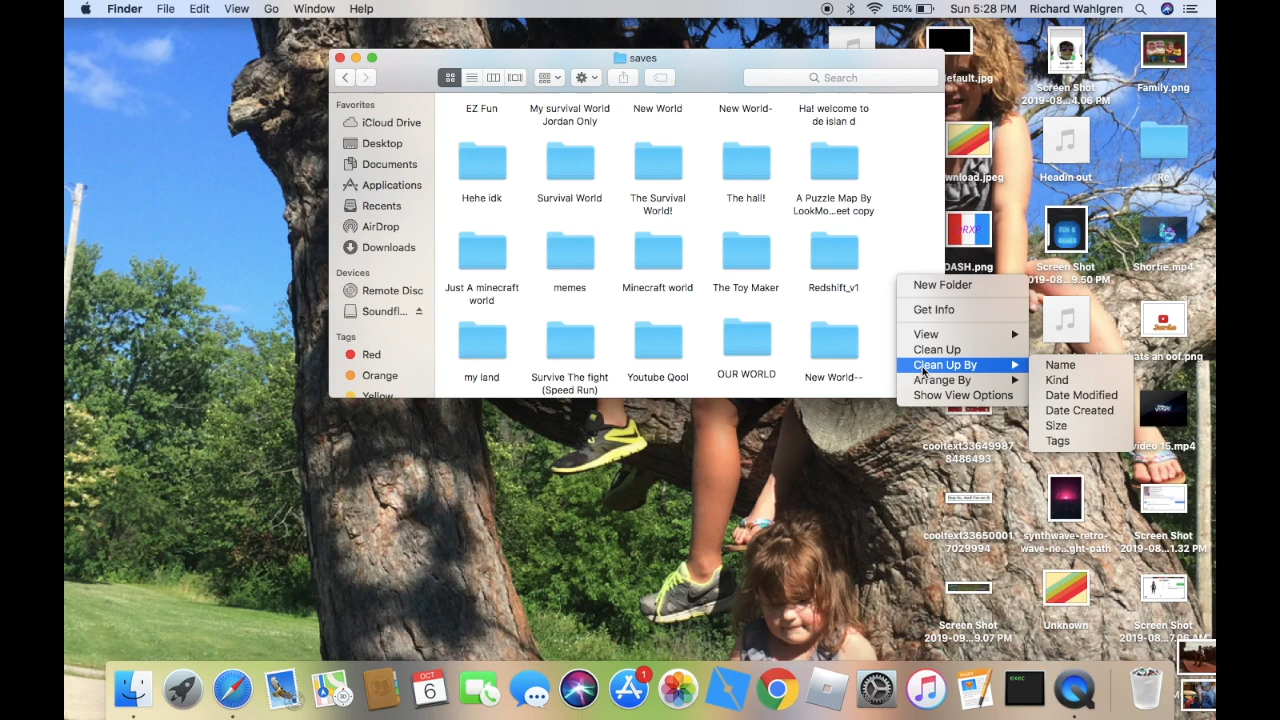 Finder File Edit View Go Window Help 50% Sun 5:28 PM Richard Wahlgren
saves
Search
Favorites
iCloud Drive
Desktop
Documents
Applications
Recents
AirDrop
Downloads
Devices
Remote Disc
Soundfl...
Tags
Red
Orange
Yellow
EZ Fun
My survival World
Jordan Only
New World
New World-
Ha! welcome to
de islan d
Hehe idk
Survival World
The Survival
World!
The hall!
A Puzzle Map By
LookMo...eet copy
Just A minecraft
world
memes
Minecraft world
The Toy Maker
Redshift_v1
my land
Survive The fight
(Speed Run)
Youtube Qool
OUR WORLD
New World--
New Folder
Get Info
View
Clean Up
Clean Up By
Arrange By
Show View Options
Name
Kind
Date Modified
Date Created
Size
Tags
efault.jpg
Screen Shot
2019-08...4.06 PM
Family.png
wnload.jpeg
Headin out
Re
DASH.png
Screen Shot
019-08...9.50 PM
Shortie.mp4
FUN &
GAMES
Jordo
ats an oof.png
cooltext33649987
8486493
video 15.mp4
cooltext33650001
7029994
synthwave-retro-
wave-ne...ght-path
Screen Shot
2019-08...1.32 PM
Screen Shot
2019-09...9.07 PM
Unknown
Screen Shot
2019-08...7.06 AM
OCT
6
1
PAGES
exec